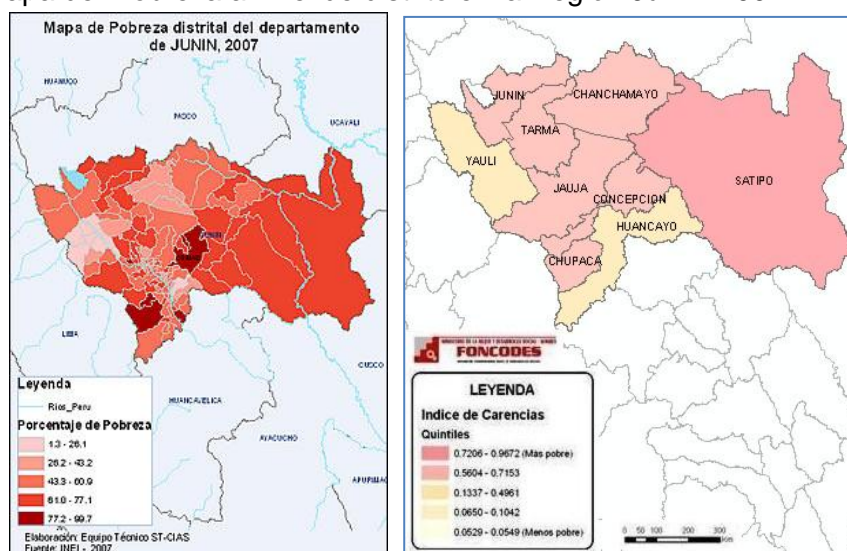 Mapa de Pobreza distrital del departamento
de JUNIN, 2007
HUANUCO
PASCO
UCAYALI
LIMA
CUSCO
HUANCAVELICA
AYACUCHO
Leyenda
Rios_Peru
Porcentaje de Pobreza
1.3 - 26.1
26.2 - 43.2
43.3 - 60.9
61.0 - 77.1
77.2 - 99.7
Elaboración: Equipo Técnico ST-CIAS
Fuente: INEI - 2007
JUNIN
CHANCHAMAYO
TARMA
YAULI
JAUJA
CONCEPCION
SATIPO
HUANCAYO
CHUPACA
FONCODES
LEYENDA
Indice de Carencias
Quintiles
0.7206 - 0.9672 (Más pobre)
0.5604 - 0.7153
0.1337 - 0.4961
0.0650 - 0.1042
0.0529 - 0.0549 (Menos pobre)
0 50 100 200 300